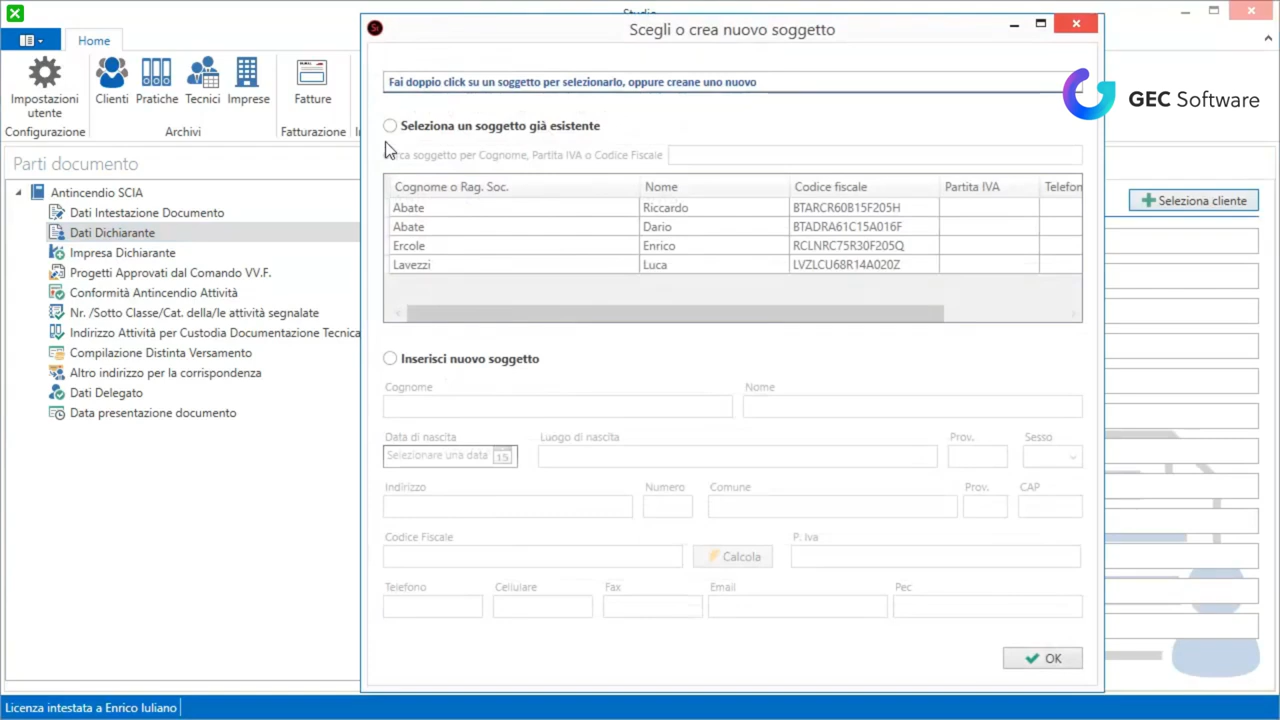 Scegli o crea nuovo soggetto
Home
Impostazioni
utente
Clienti
Pratiche
Tecnici
Imprese
Fatture
Configurazione
Archivi
Fatturazione
GEC Software
Parti documento
Antincendio SCIA
Dati Intestazione Documento
Dati Dichiarante
Impresa Dichiarante
Progetti Approvati dal Comando VV.F.
Conformità Antincendio Attività
Nr. /Sotto Classe/Cat. della/le attività segnalate
Indirizzo Attività per Custodia Documentazione Tecnica
Compilazione Distinta Versamento
Altro indirizzo per la corrispondenza
Dati Delegato
Data presentazione documento
Fai doppio click su un soggetto per selezionarlo, oppure creane uno nuovo
Seleziona un soggetto già esistente
soggetto per Cognome, Partita IVA o Codice Fiscale
Cognome o Rag. Soc. Nome Codice fiscale Partita IVA Telefon
Abate Riccardo BTARCR60B15F205H
Abate Dario BTADRA61C15A016F
Ercole Enrico RCLNRC75R30F205Q
Lavezzi Luca LVZLCU68R14A020Z
Inserisci nuovo soggetto
Cognome Nome
Data di nascita Luogo di nascita Prov. Sesso
Selezionare una data 15
Indirizzo Numero Comune Prov. CAP
Codice Fiscale P. Iva
Calcola
Telefono Cellulare Fax Email Pec
OK
Seleziona cliente
Licenza intestata a Enrico Iuliano